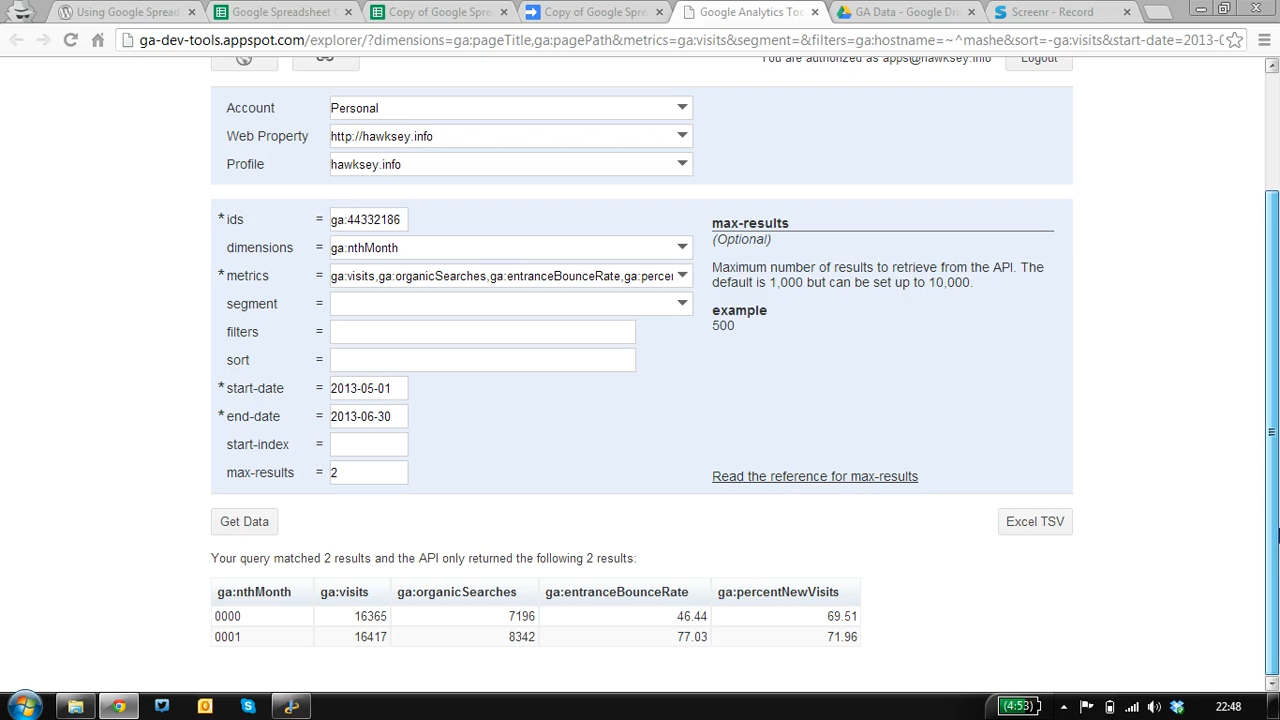 Using Google Spread
Google Spreadsheet
Copy of Google Spre
Copy of Google Spre
Google Analytics Too
GA Data - Google Dr
Screenr - Record
ga-dev-tools.appspot.com/explorer/?dimensions=ga:pageTitle,ga:pagePath&metrics=ga:visits&segment=&filters=ga:hostname=~^mashe&sort=-ga:visits&start-date=2013-0
You are authorized as apps@hawksey.info
Logout
Account
Personal
Web Property
http://hawksey.info
Profile
hawksey.info
* ids = ga:44332186
dimensions = ga:nthMonth
* metrics = ga:visits,ga:organicSearches,ga:entranceBounceRate,ga:percen
segment =
filters =
sort =
* start-date = 2013-05-01
* end-date = 2013-06-30
start-index =
max-results = 2
max-results
(Optional)
Maximum number of results to retrieve from the API. The
default is 1,000 but can be set up to 10,000.
example
500
Read the reference for max-results
Get Data
Excel TSV
Your query matched 2 results and the API only returned the following 2 results:
ga:nthMonth ga:visits ga:organicSearches ga:entranceBounceRate ga:percentNewVisits
0000 16365 7196 46.44 69.51
0001 16417 8342 77.03 71.96
(4:53)
22:48